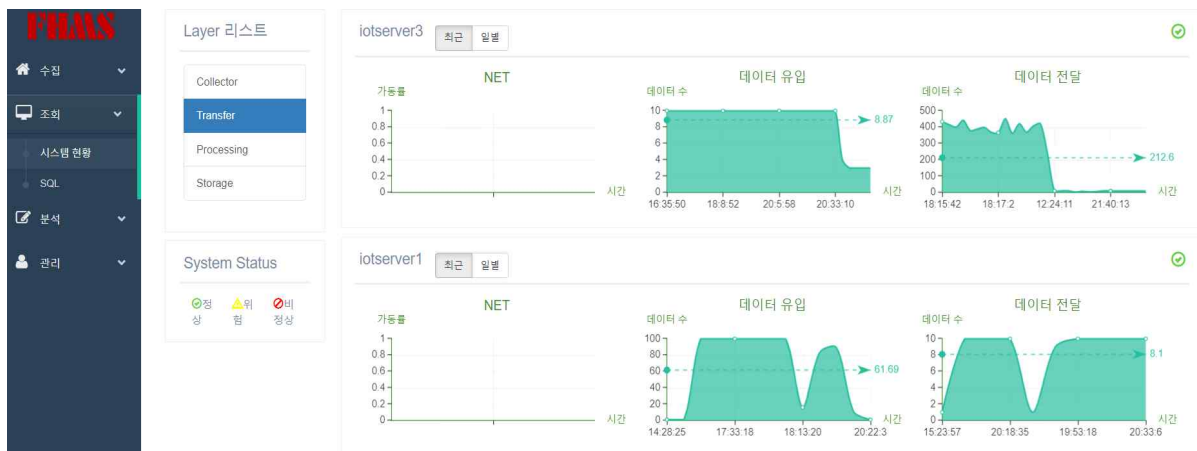 FHMS
수집
조회
시스템 현황
SQL
분석
관리
Layer 리스트
Collector
Transfer
Processing
Storage
System Status
정상
위험
비정상
iotserver3 최근 일별
NET
가동률
1
0.8
0.6
0.4
0.2
0
시간
데이터 유입
데이터 수
10
8
6
4
2
0
8.87
시간
16:35:50 18:8:52 20:5:58 20:33:10
데이터 전달
데이터 수
500
400
300
200
100
0
212.6
시간
18:15:42 18:17:2 12:24:11 21:40:13
iotserver1 최근 일별
NET
가동률
1
0.8
0.6
0.4
0.2
0
시간
데이터 유입
데이터 수
100
80
60
40
20
0
61.69
시간
14:28:25 17:33:18 18:13:20 20:22:3
데이터 전달
데이터 수
10
8
6
4
2
0
8.1
시간
15:23:57 20:18:35 19:53:18 20:33:6